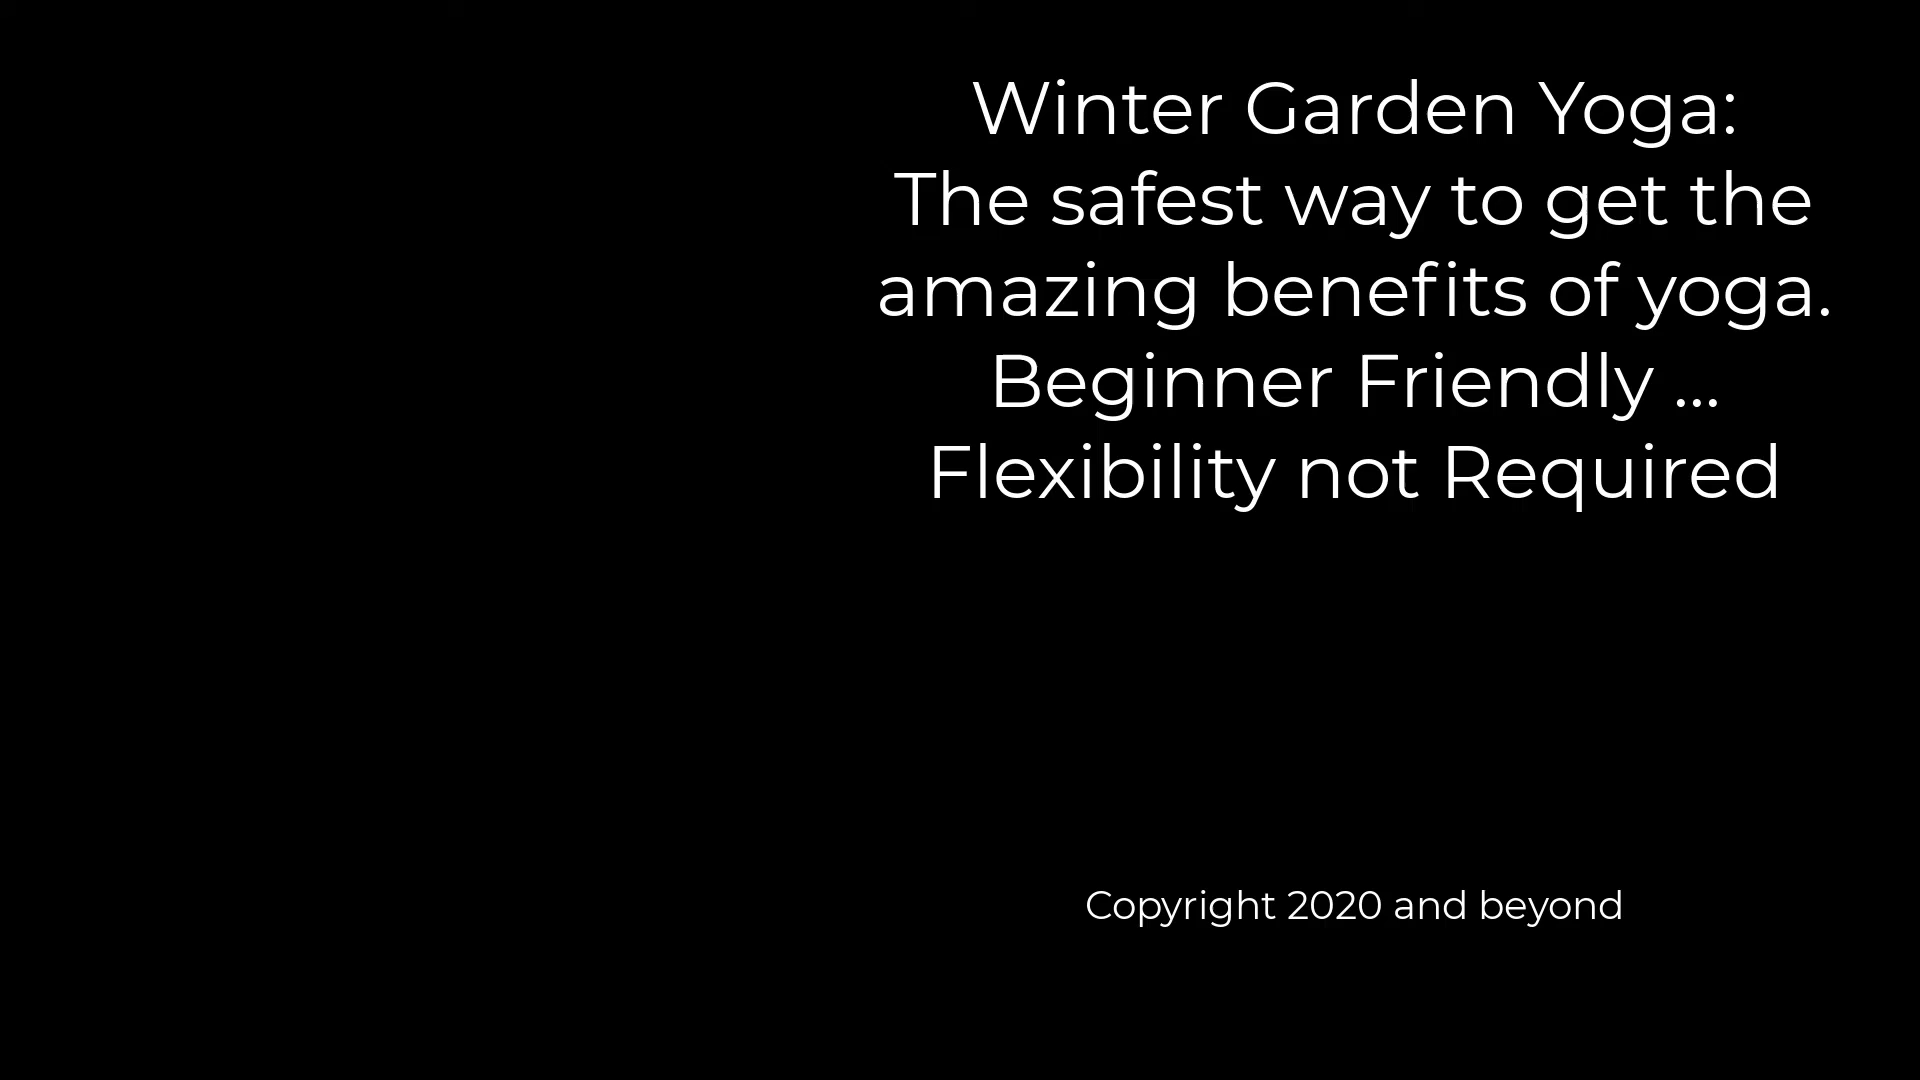 Winter Garden Yoga:
The safest way to get the
amazing benefits of yoga.
Beginner Friendly ...
Flexibility not Required
Copyright 2020 and beyond